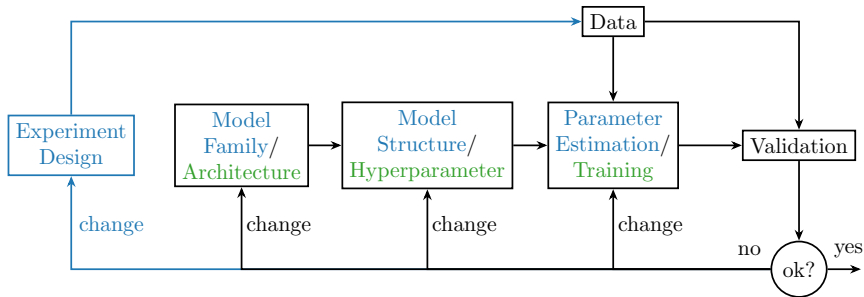 Data
Experiment
Design
Model
Family/
Architecture
Model
Structure/
Hyperparameter
Parameter
Estimation/
Training
Validation
change
change
change
change
no
yes
ok?